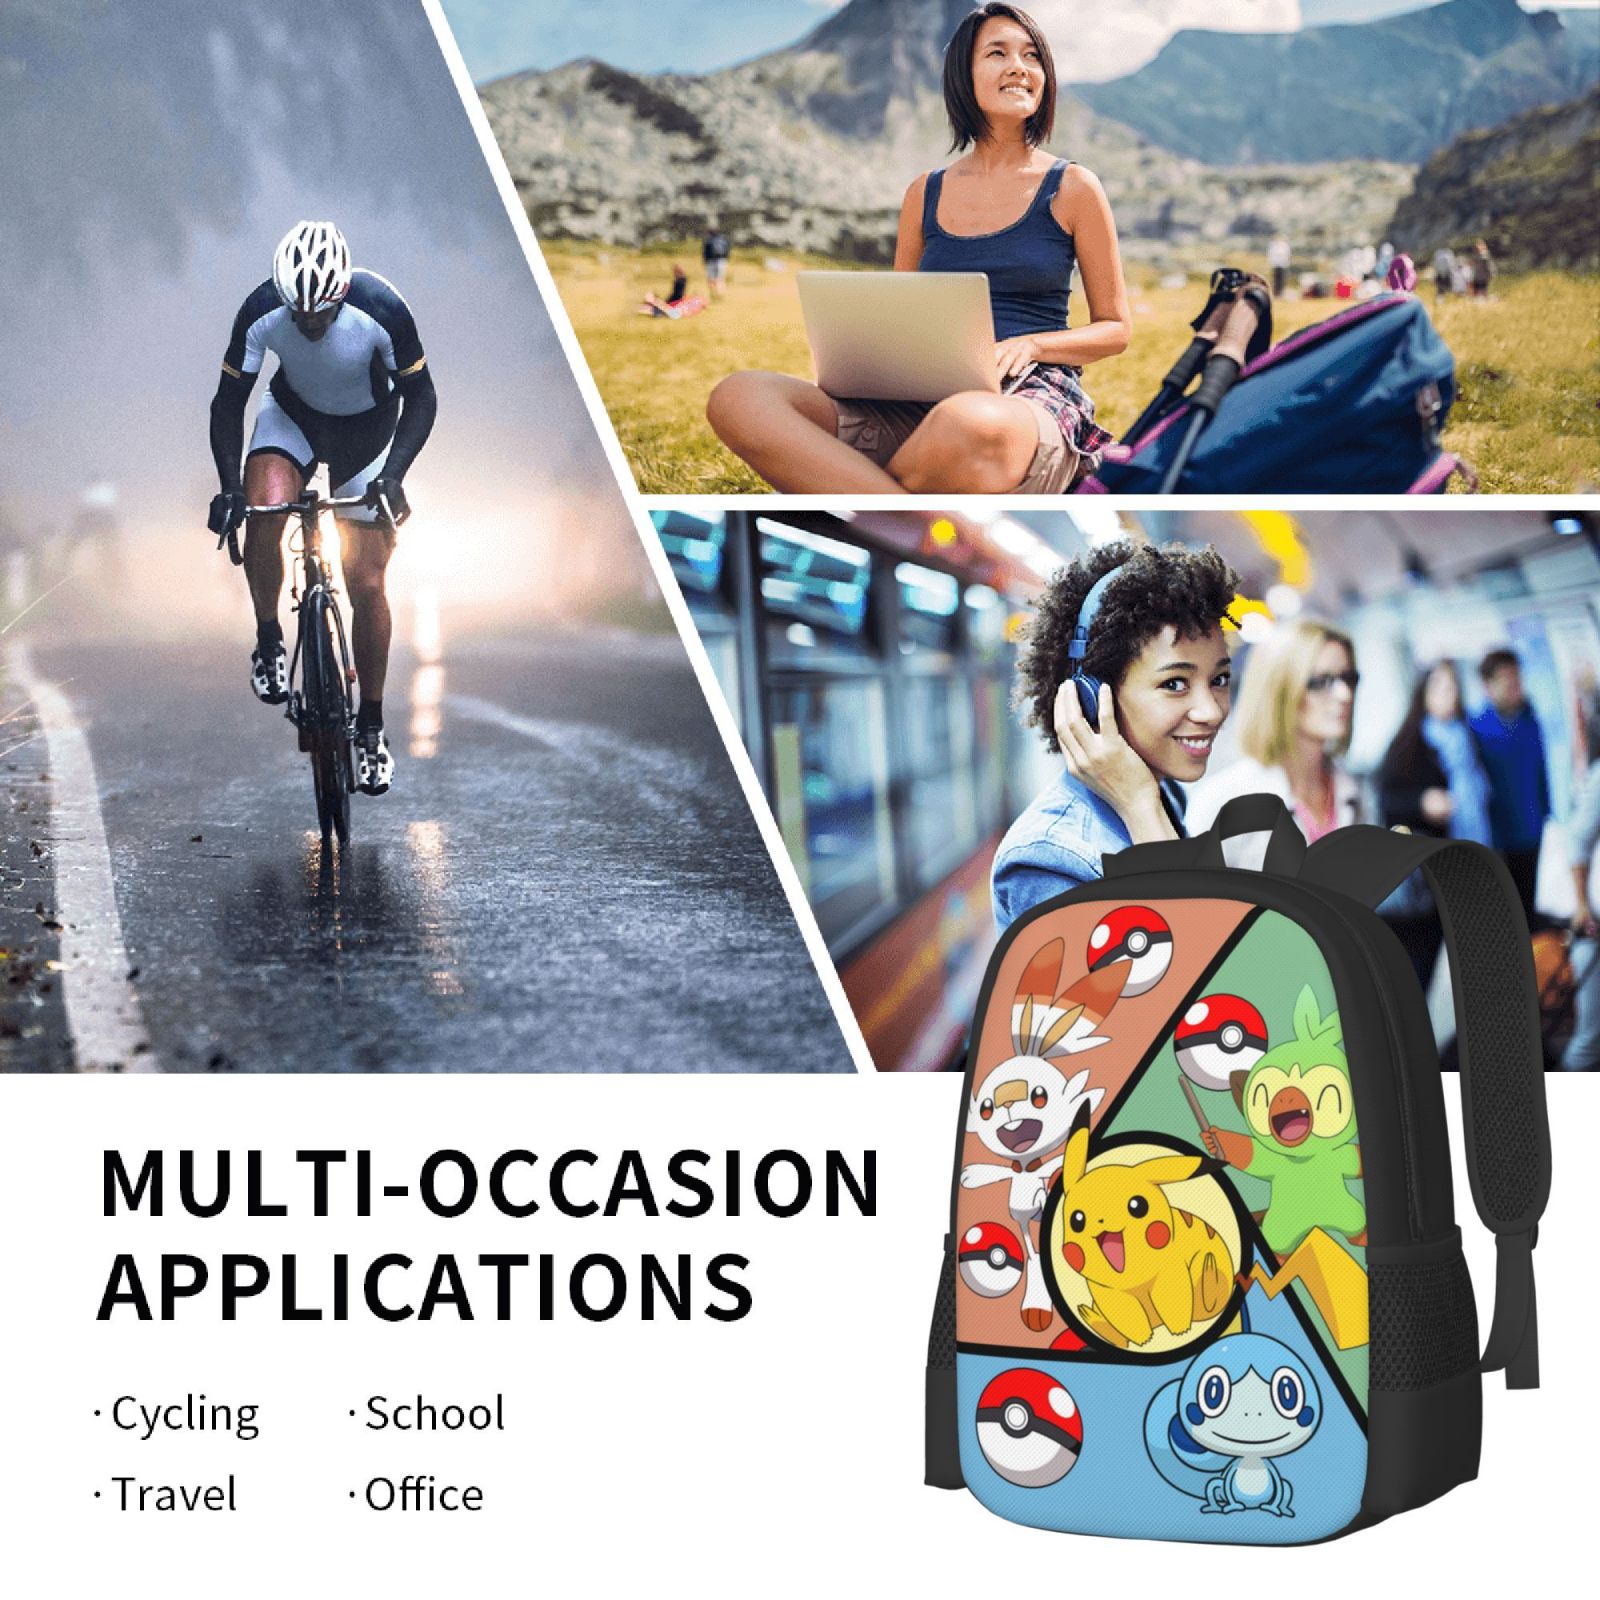 MULTI-OCCASION
APPLICATIONS
· Cycling
· School
· Travel
· Office